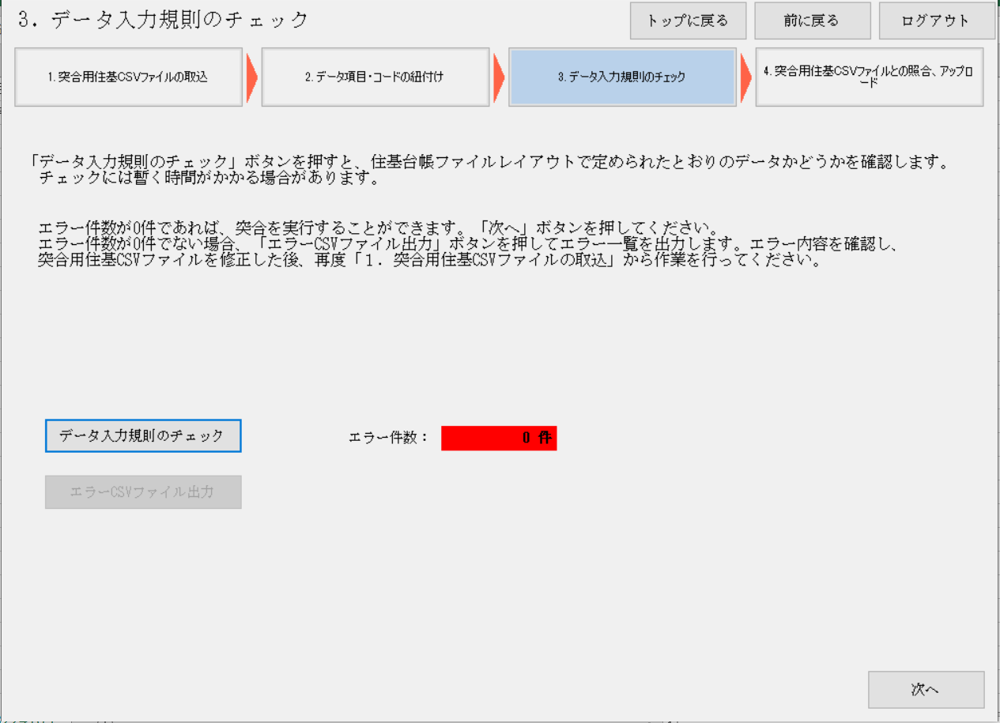 3. データ入力規則のチェック
トップに戻る
前に戻る
ログアウト
1.突合用住基CSVファイルの取込
2.データ項目・コードの紐付け
3.データ入力規則のチェック
4.突合用住基CSVファイルとの照合、アップロ
ード
「データ入力規則のチェック」ボタンを押すと、住基台帳ファイルレイアウトで定められたとおりのデータかどうかを確認します。
チェックには暫く時間がかかる場合があります。
エラー件数が0件であれば、突合を実行することができます。「次へ」ボタンを押してください。
エラー件数が0件でない場合、「エラーCSVファイル出力」ボタンを押してエラー一覧を出力します。エラー内容を確認し、
突合用住基CSVファイルを修正した後、再度「1. 突合用住基CSVファイルの取込」から作業を行ってください。
データ入力規則のチェック
エラー件数：
0 件
エラーCSVファイル出力
次へ